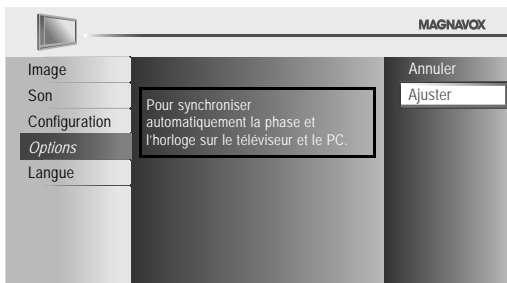 MAGNAVOX
Image
Son
Configuration
Options
Langue
Pour synchroniser
automatiquement la phase et
l'horloge sur le téléviseur et le PC.
Annuler
Ajuster